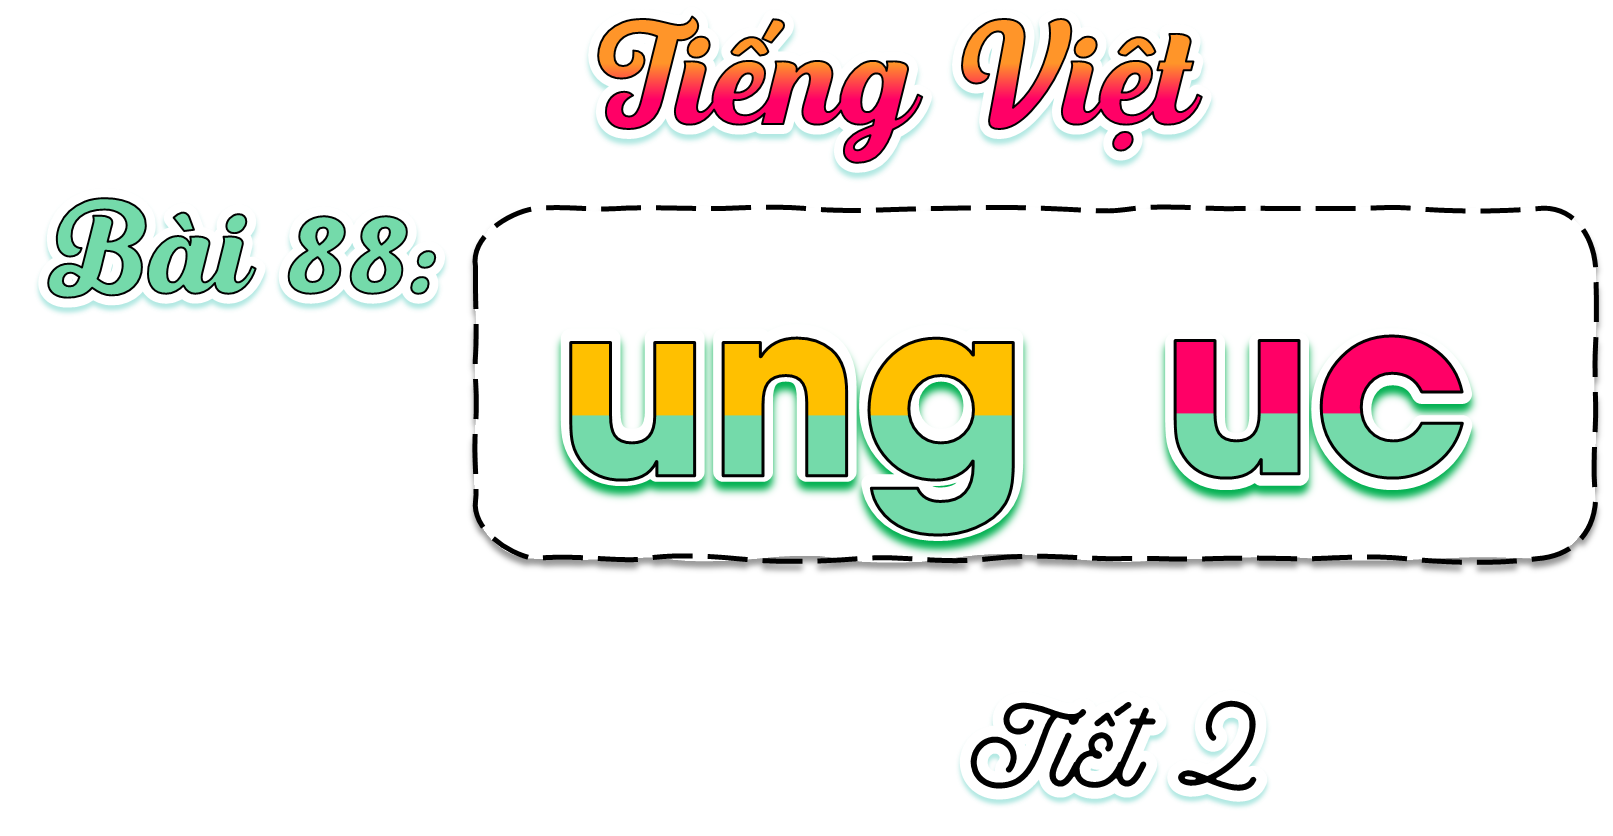 Tiếng Việt
Bài 88:
ung uc
Tiết 2